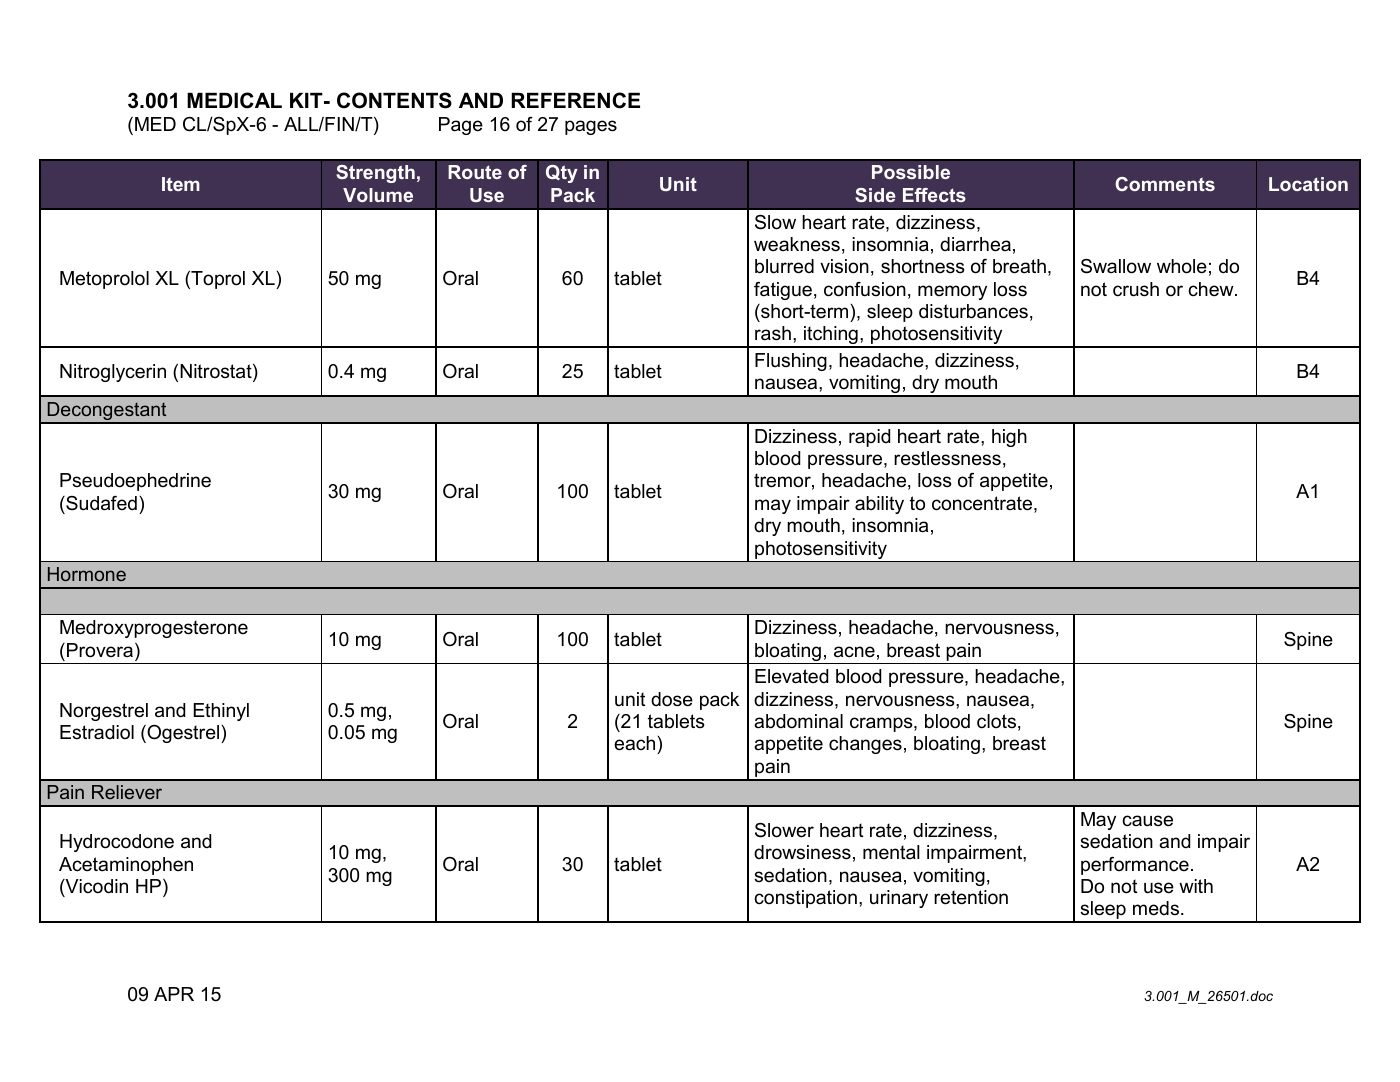 3.001 MEDICAL KIT- CONTENTS AND REFERENCE
(MED CL/SpX-6 - ALL/FIN/T) Page 16 of 27 pages
Item
Strength,
Volume
Route of
Use
Qty in
Pack
Unit
Possible
Side Effects
Comments
Location
Metoprolol XL (Toprol XL)
50 mg
Oral
60
tablet
Slow heart rate, dizziness,
weakness, insomnia, diarrhea,
blurred vision, shortness of breath,
fatigue, confusion, memory loss
(short-term), sleep disturbances,
rash, itching, photosensitivity
Swallow whole; do
not crush or chew.
B4
Nitroglycerin (Nitrostat)
0.4 mg
Oral
25
tablet
Flushing, headache, dizziness,
nausea, vomiting, dry mouth
B4
Decongestant
Pseudoephedrine
(Sudafed)
30 mg
Oral
100
tablet
Dizziness, rapid heart rate, high
blood pressure, restlessness,
tremor, headache, loss of appetite,
may impair ability to concentrate,
dry mouth, insomnia,
photosensitivity
A1
Hormone
Medroxyprogesterone
(Provera)
10 mg
Oral
100
tablet
Dizziness, headache, nervousness,
bloating, acne, breast pain
Spine
Norgestrel and Ethinyl
Estradiol (Ogestrel)
0.5 mg,
0.05 mg
Oral
2
unit dose pack
(21 tablets
each)
Elevated blood pressure, headache,
dizziness, nervousness, nausea,
abdominal cramps, blood clots,
appetite changes, bloating, breast
pain
Spine
Pain Reliever
Hydrocodone and
Acetaminophen
(Vicodin HP)
10 mg,
300 mg
Oral
30
tablet
Slower heart rate, dizziness,
drowsiness, mental impairment,
sedation, nausea, vomiting,
constipation, urinary retention
May cause
sedation and impair
performance.
Do not use with
sleep meds.
A2
09 APR 15
3.001_M_26501.doc